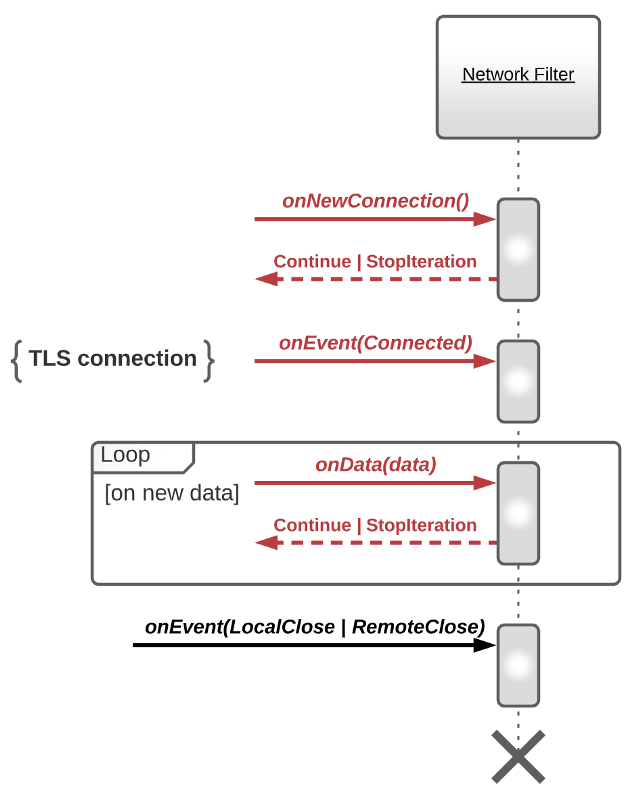 Network Filter
onNewConnection()
Continue | StopIteration
{ TLS connection }
onEvent(Connected)
Loop
[on new data]
onData(data)
Continue | StopIteration
onEvent(LocalClose | RemoteClose)